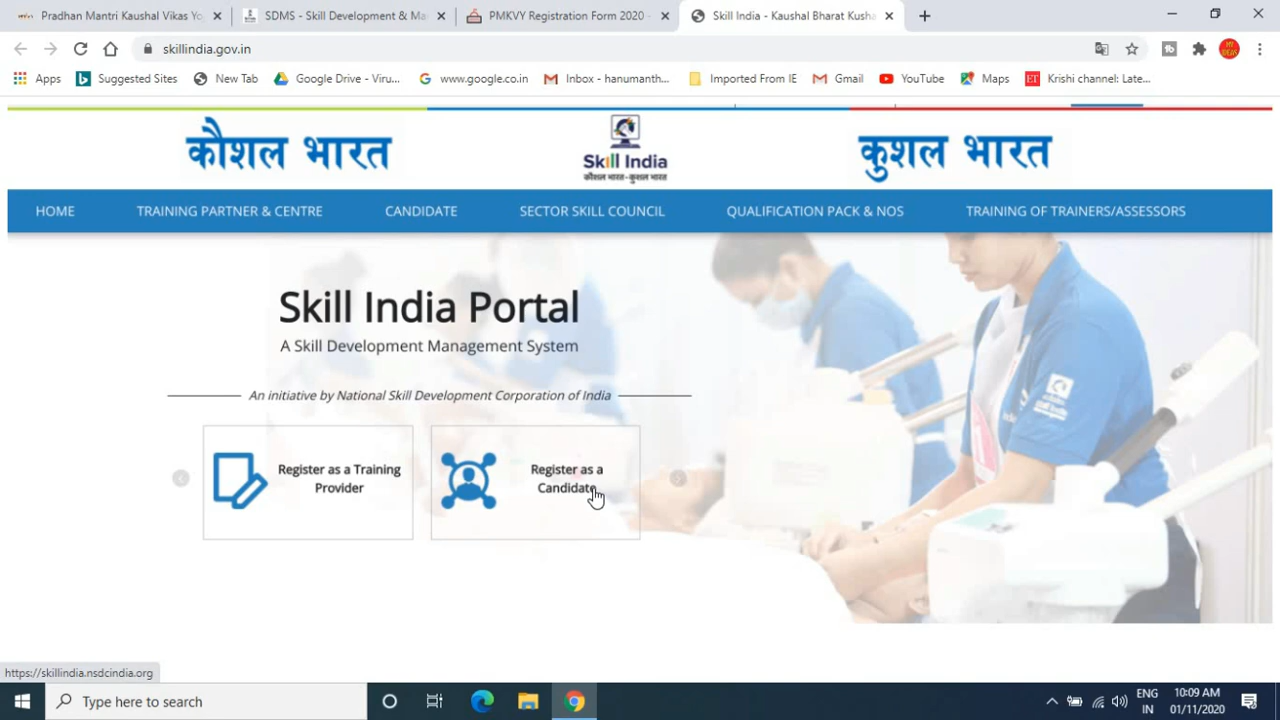 Pradhan Mantri Kaushal Vikas Yo
SDMS - Skill Development & Ma
PMKVY Registration Form 2020 -
Skill India - Kaushal Bharat Kusha
skillindia.gov.in
Apps
Suggested Sites
New Tab
Google Drive - Viru...
www.google.co.in
Inbox - hanumanth...
Imported From IE
Gmail
YouTube
Maps
Krishi channel: Late...
कौशल भारत
Skill India
कौशल भारत-कुशल भारत
कुशल भारत
HOME
TRAINING PARTNER & CENTRE
CANDIDATE
SECTOR SKILL COUNCIL
QUALIFICATION PACK & NOS
TRAINING OF TRAINERS/ASSESSORS
Skill India Portal
A Skill Development Management System
An initiative by National Skill Development Corporation of India
Register as a Training
Provider
Register as a
Candidate
https://skillindia.nsdcindia.org
Type here to search
ENG
IN
10:09 AM
01/11/2020